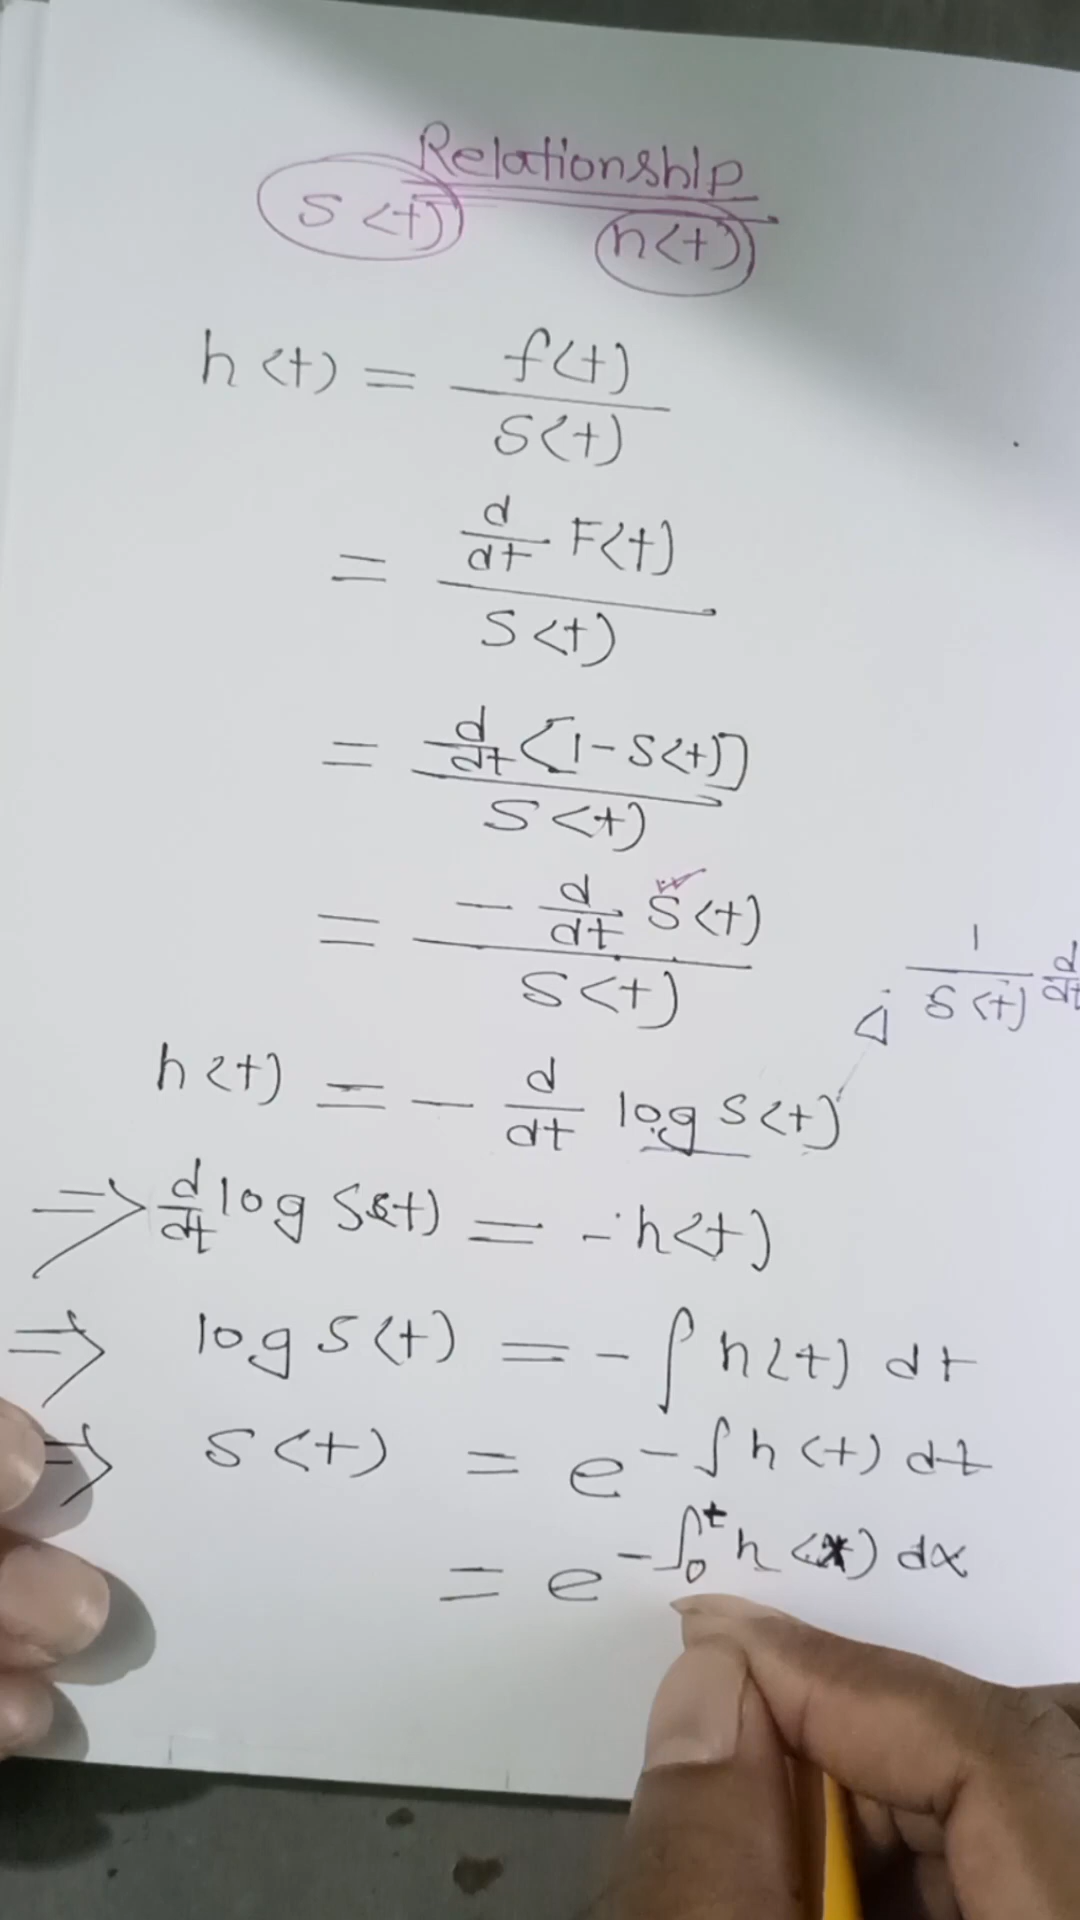 Relationship
S(t) h(t)
h(t) = f(t) / S(t)
= d/dt F(t) / S(t)
= d/dt [1 - S(t)] / S(t)
= - d/dt S(t) / S(t)
1 / S(t) d/dt
h(t) = - d/dt log S(t)
⇒ d/dt log S(t) = - h(t)
⇒ log S(t) = - ∫ h(t) dt
⇒ S(t) = e^{-∫ h(t) dt}
= e^{-∫_0^t h(x) dx}